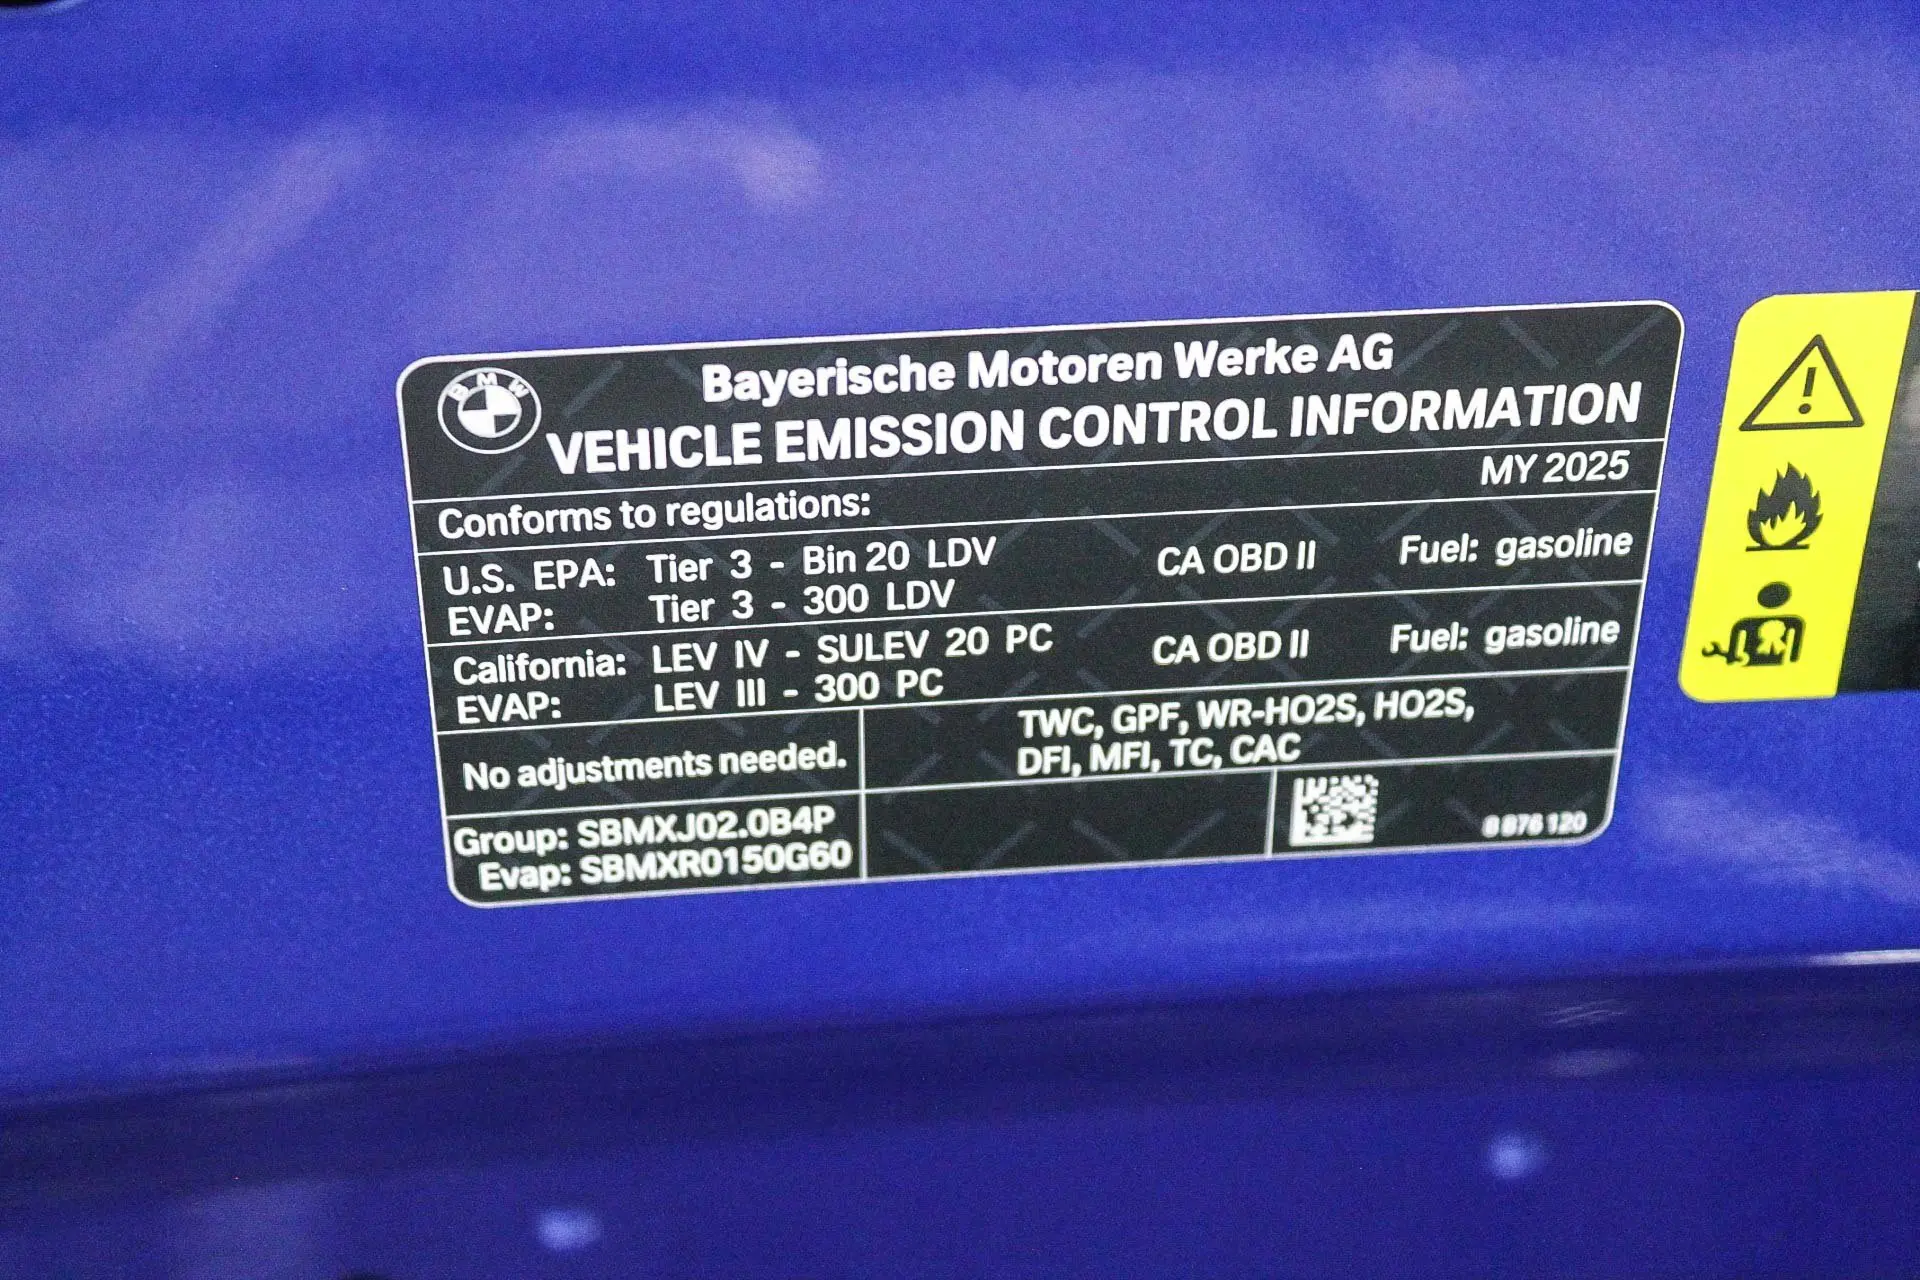 BMW
Bayerische Motoren Werke AG
VEHICLE EMISSION CONTROL INFORMATION
Conforms to regulations: MY 2025
U.S. EPA: Tier 3 - Bin 20 LDV CA OBD II Fuel: gasoline
EVAP: Tier 3 - 300 LDV
California: LEV IV - SULEV 20 PC CA OBD II Fuel: gasoline
EVAP: LEV III - 300 PC
No adjustments needed.
TWC, GPF, WR-HO2S, HO2S,
DFI, MFI, TC, CAC
Group: SBMXJ02.0B4P
Evap: SBMXR0150G60
8 876 120